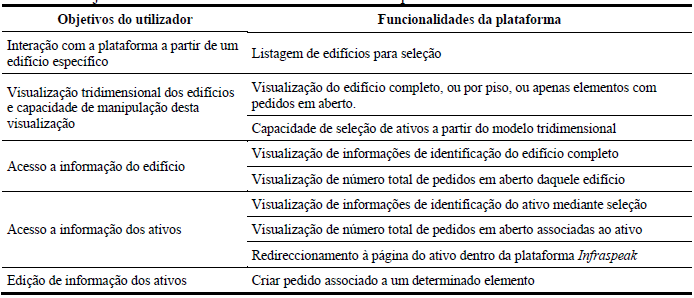 Objetivos do utilizador
Funcionalidades da plataforma
Interação com a plataforma a partir de um
edifício específico
Listagem de edifícios para seleção
Visualização tridimensional dos edifícios
e capacidade de manipulação desta
visualização
Visualização do edifício completo, ou por piso, ou apenas elementos com
pedidos em aberto.
Capacidade de seleção de ativos a partir do modelo tridimensional
Acesso a informação do edifício
Visualização de informações de identificação do edifício completo
Visualização de número total de pedidos em aberto daquele edifício
Acesso a informação dos ativos
Visualização de informações de identificação do ativo mediante seleção
Visualização de número total de pedidos em aberto associadas ao ativo
Redireccionamento à página do ativo dentro da plataforma Infraspeak
Edição de informação dos ativos
Criar pedido associado a um determinado elemento